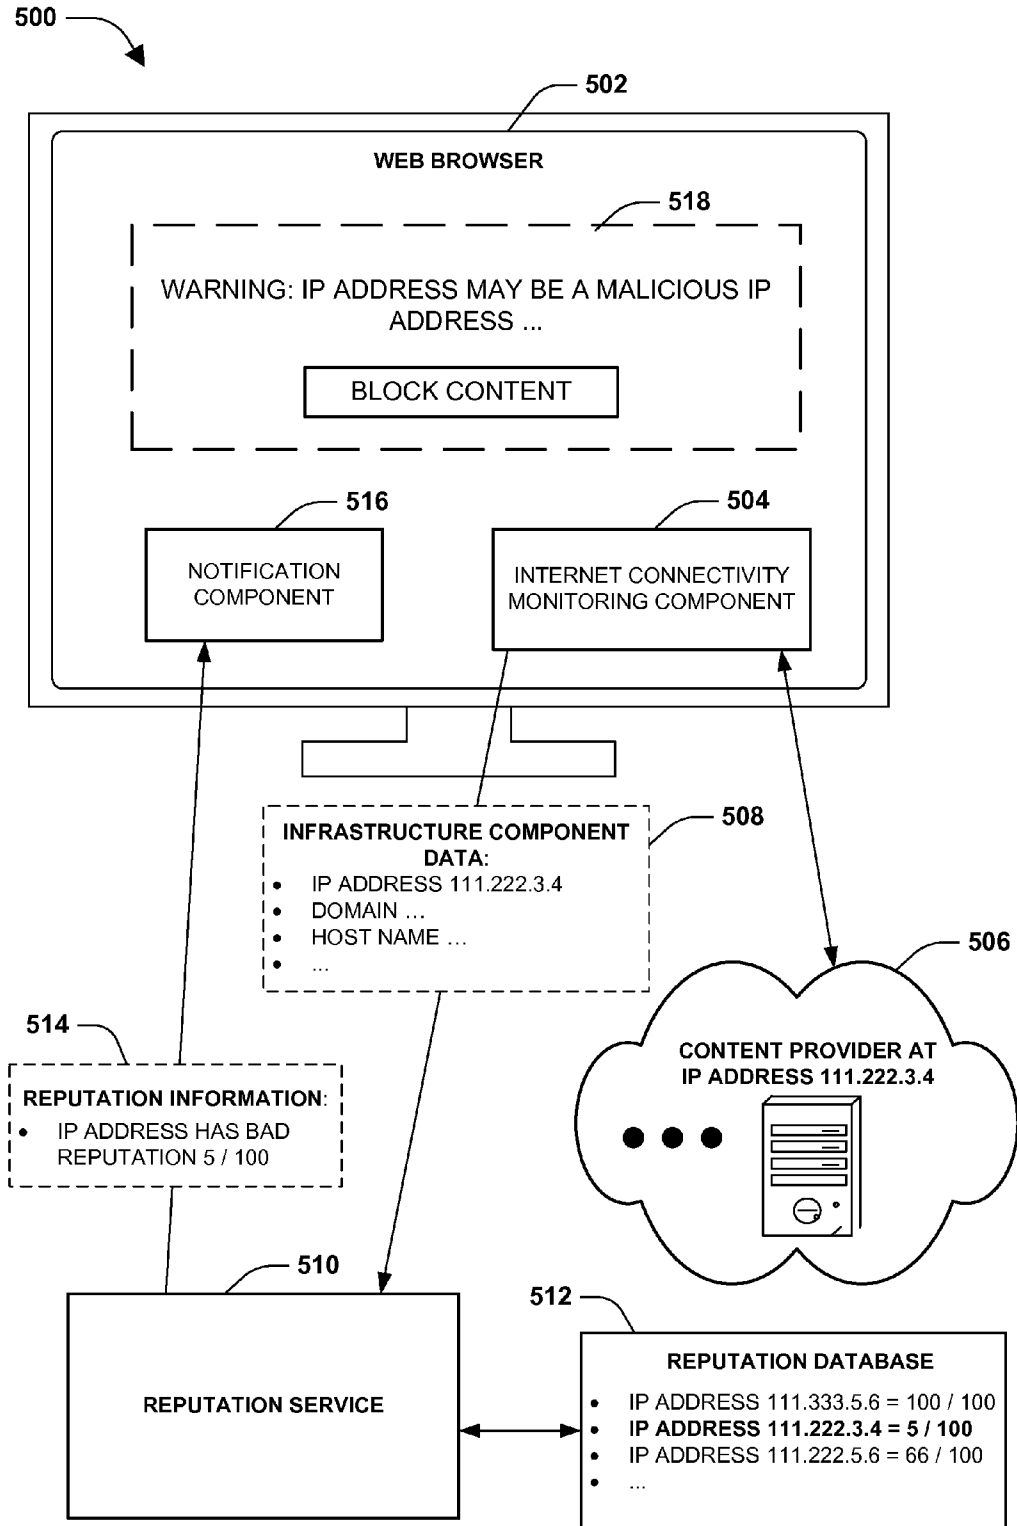 500
502
WEB BROWSER
518
WARNING: IP ADDRESS MAY BE A MALICIOUS IP
ADDRESS ...
BLOCK CONTENT
516
504
NOTIFICATION
COMPONENT
INTERNET CONNECTIVITY
MONITORING COMPONENT
508
INFRASTRUCTURE COMPONENT
DATA:
• IP ADDRESS 111.222.3.4
• DOMAIN ...
• HOST NAME ...
• ...
506
514
CONTENT PROVIDER AT
IP ADDRESS 111.222.3.4
REPUTATION INFORMATION:
• IP ADDRESS HAS BAD
REPUTATION 5 / 100
510
512
REPUTATION SERVICE
REPUTATION DATABASE
• IP ADDRESS 111.333.5.6 = 100 / 100
• IP ADDRESS 111.222.3.4 = 5 / 100
• IP ADDRESS 111.222.5.6 = 66 / 100
• ...